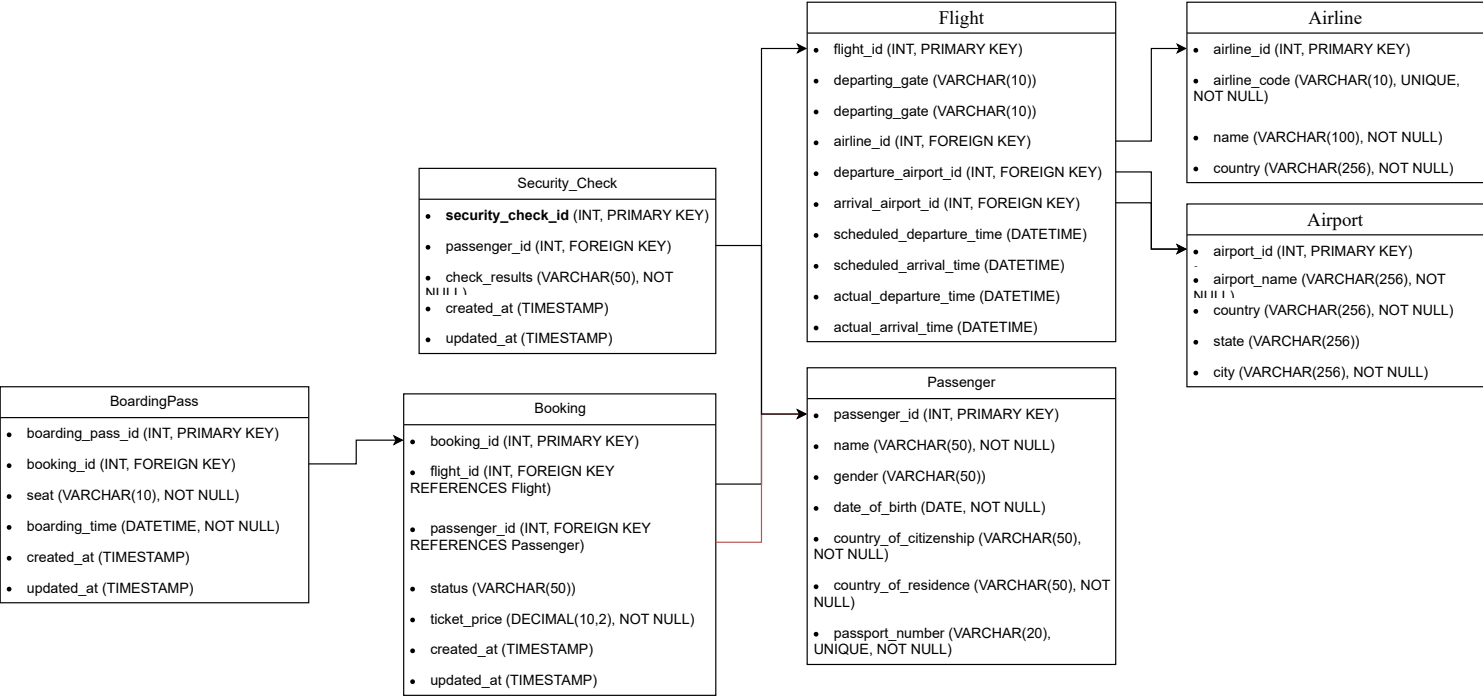 Flight
• flight_id (INT, PRIMARY KEY)
• departing_gate (VARCHAR(10))
• departing_gate (VARCHAR(10))
• airline_id (INT, FOREIGN KEY)
• departure_airport_id (INT, FOREIGN KEY)
• arrival_airport_id (INT, FOREIGN KEY)
• scheduled_departure_time (DATETIME)
• scheduled_arrival_time (DATETIME)
• actual_departure_time (DATETIME)
• actual_arrival_time (DATETIME)
Airline
• airline_id (INT, PRIMARY KEY)
• airline_code (VARCHAR(10), UNIQUE,
NOT NULL)
• name (VARCHAR(100), NOT NULL)
• country (VARCHAR(256), NOT NULL)
Security_Check
• security_check_id (INT, PRIMARY KEY)
• passenger_id (INT, FOREIGN KEY)
• check_results (VARCHAR(50), NOT
NULL)
• created_at (TIMESTAMP)
• updated_at (TIMESTAMP)
Airport
• airport_id (INT, PRIMARY KEY)
• airport_name (VARCHAR(256), NOT
NULL)
• country (VARCHAR(256), NOT NULL)
• state (VARCHAR(256))
• city (VARCHAR(256), NOT NULL)
BoardingPass
• boarding_pass_id (INT, PRIMARY KEY)
• booking_id (INT, FOREIGN KEY)
• seat (VARCHAR(10), NOT NULL)
• boarding_time (DATETIME, NOT NULL)
• created_at (TIMESTAMP)
• updated_at (TIMESTAMP)
Booking
• booking_id (INT, PRIMARY KEY)
• flight_id (INT, FOREIGN KEY
REFERENCES Flight)
• passenger_id (INT, FOREIGN KEY
REFERENCES Passenger)
• status (VARCHAR(50))
• ticket_price (DECIMAL(10,2), NOT NULL)
• created_at (TIMESTAMP)
• updated_at (TIMESTAMP)
Passenger
• passenger_id (INT, PRIMARY KEY)
• name (VARCHAR(50), NOT NULL)
• gender (VARCHAR(50))
• date_of_birth (DATE, NOT NULL)
• country_of_citizenship (VARCHAR(50),
NOT NULL)
• country_of_residence (VARCHAR(50), NOT
NULL)
• passport_number (VARCHAR(20),
UNIQUE, NOT NULL)